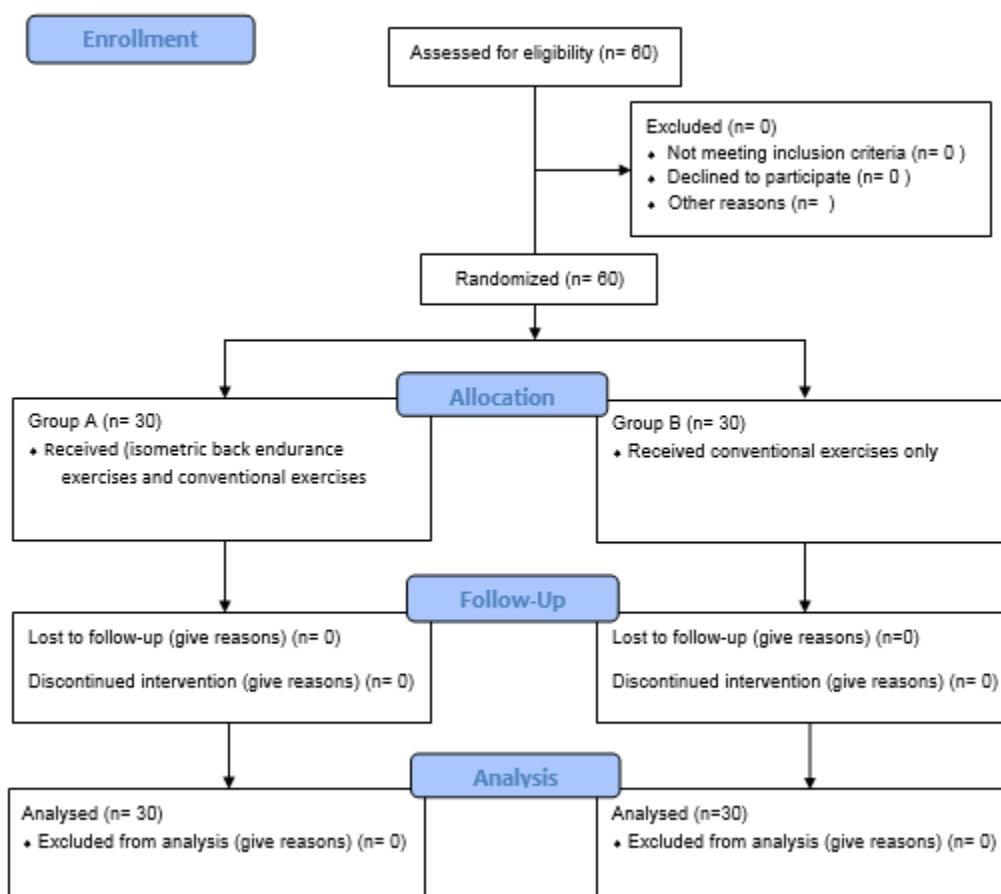 Enrollment
Assessed for eligibility (n= 60)
Excluded (n= 0)
⬥ Not meeting inclusion criteria (n= 0 )
⬥ Declined to participate (n= 0 )
⬥ Other reasons (n=  )
Randomized (n= 60)
Allocation
Group A (n= 30)
⬥ Received (isometric back endurance
exercises and conventional exercises
Group B (n= 30)
⬥ Received conventional exercises only
Follow-Up
Lost to follow-up (give reasons) (n= 0)
Discontinued intervention (give reasons) (n= 0)
Lost to follow-up (give reasons) (n=0)
Discontinued intervention (give reasons) (n= 0)
Analysis
Analysed (n= 30)
⬥ Excluded from analysis (give reasons) (n= 0)
Analysed (n=30)
⬥ Excluded from analysis (give reasons) (n= 0)